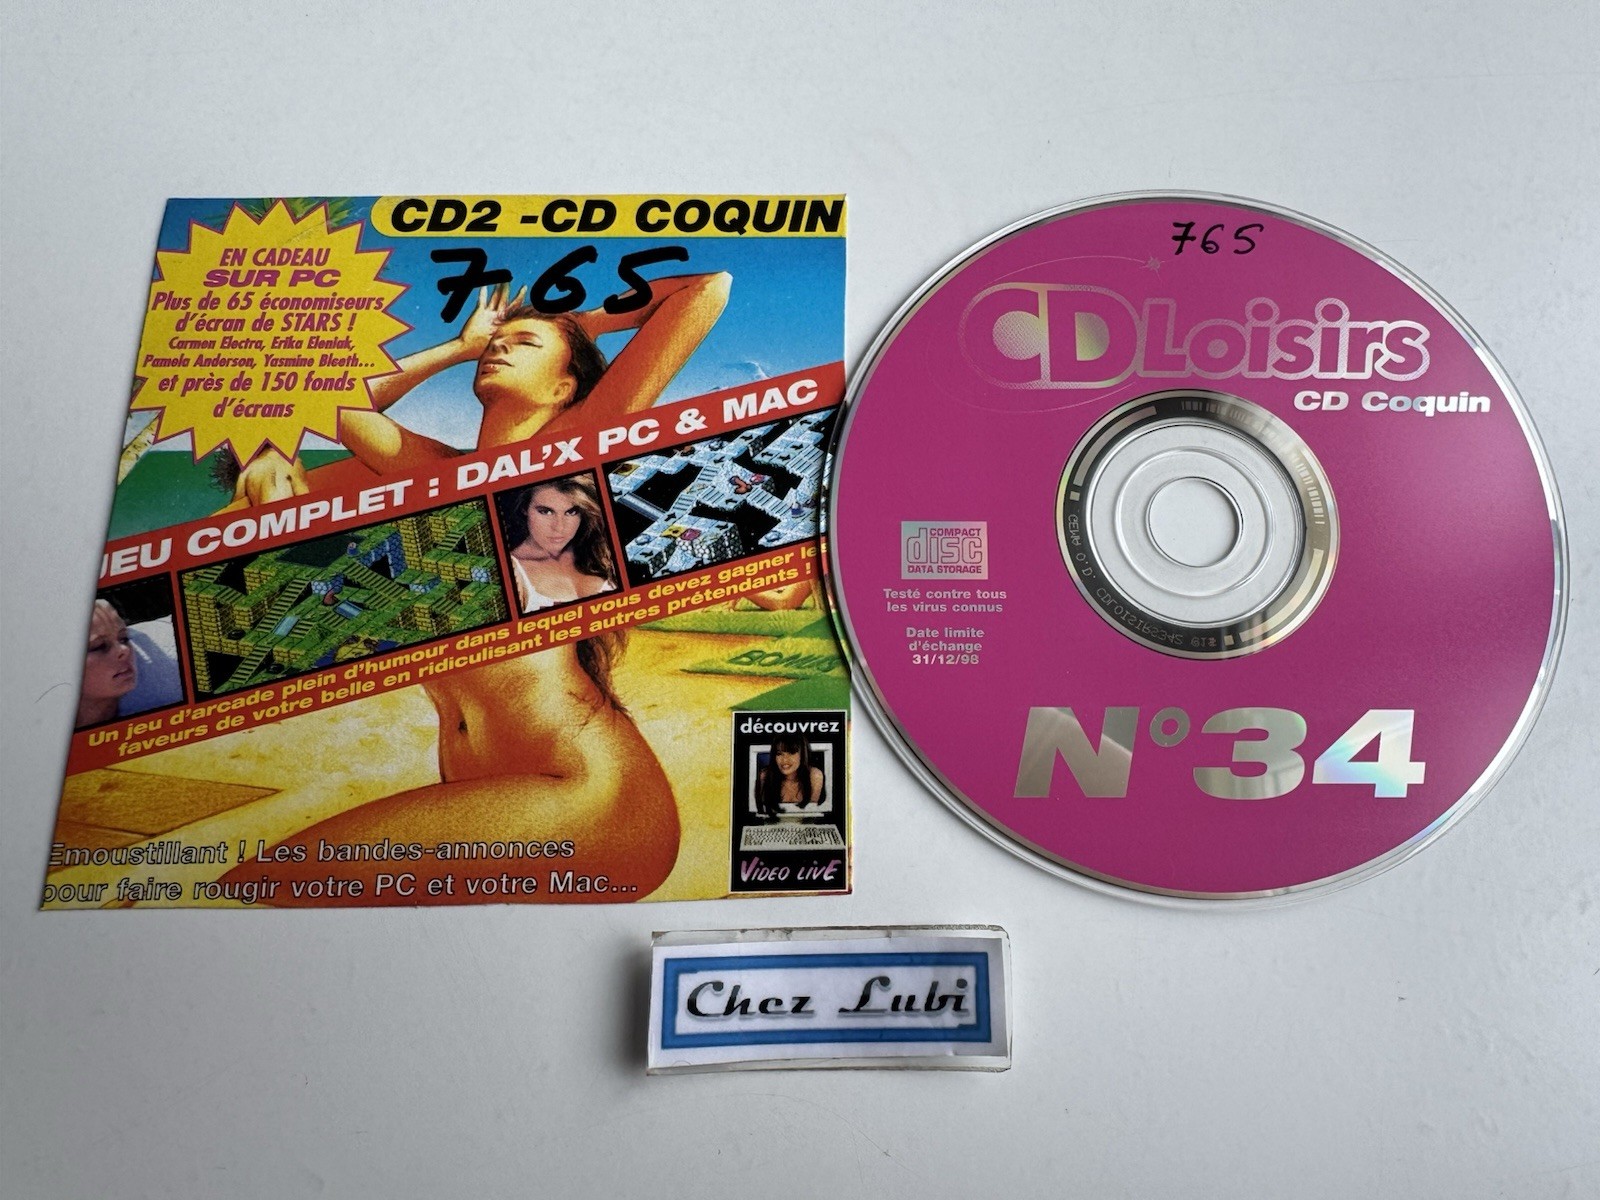 CD2 -CD COQUIN
765
EN CADEAU
SUR PC
Plus de 65 économiseurs
d'écran de STARS !
Carmen Electra, Erika Eleniak,
Pamela Anderson, Yasmine Bleeth...
et près de 150 fonds
d'écrans
JEU COMPLET : DAL'X PC & MAC
Un jeu d'arcade plein d'humour dans lequel vous devez gagner les
faveurs de votre belle en ridiculisant les autres prétendants !
BONUS
découvrez
VIDEO LIVE
Emoustillant ! Les bandes-annonces
pour faire rougir votre PC et votre Mac...
765
CD Loisirs
CD Coquin
COMPACT
disc
DATA STORAGE
Testé contre tous
les virus connus
Date limite
d'échange
31/12/98
N°34
Chez Lubi